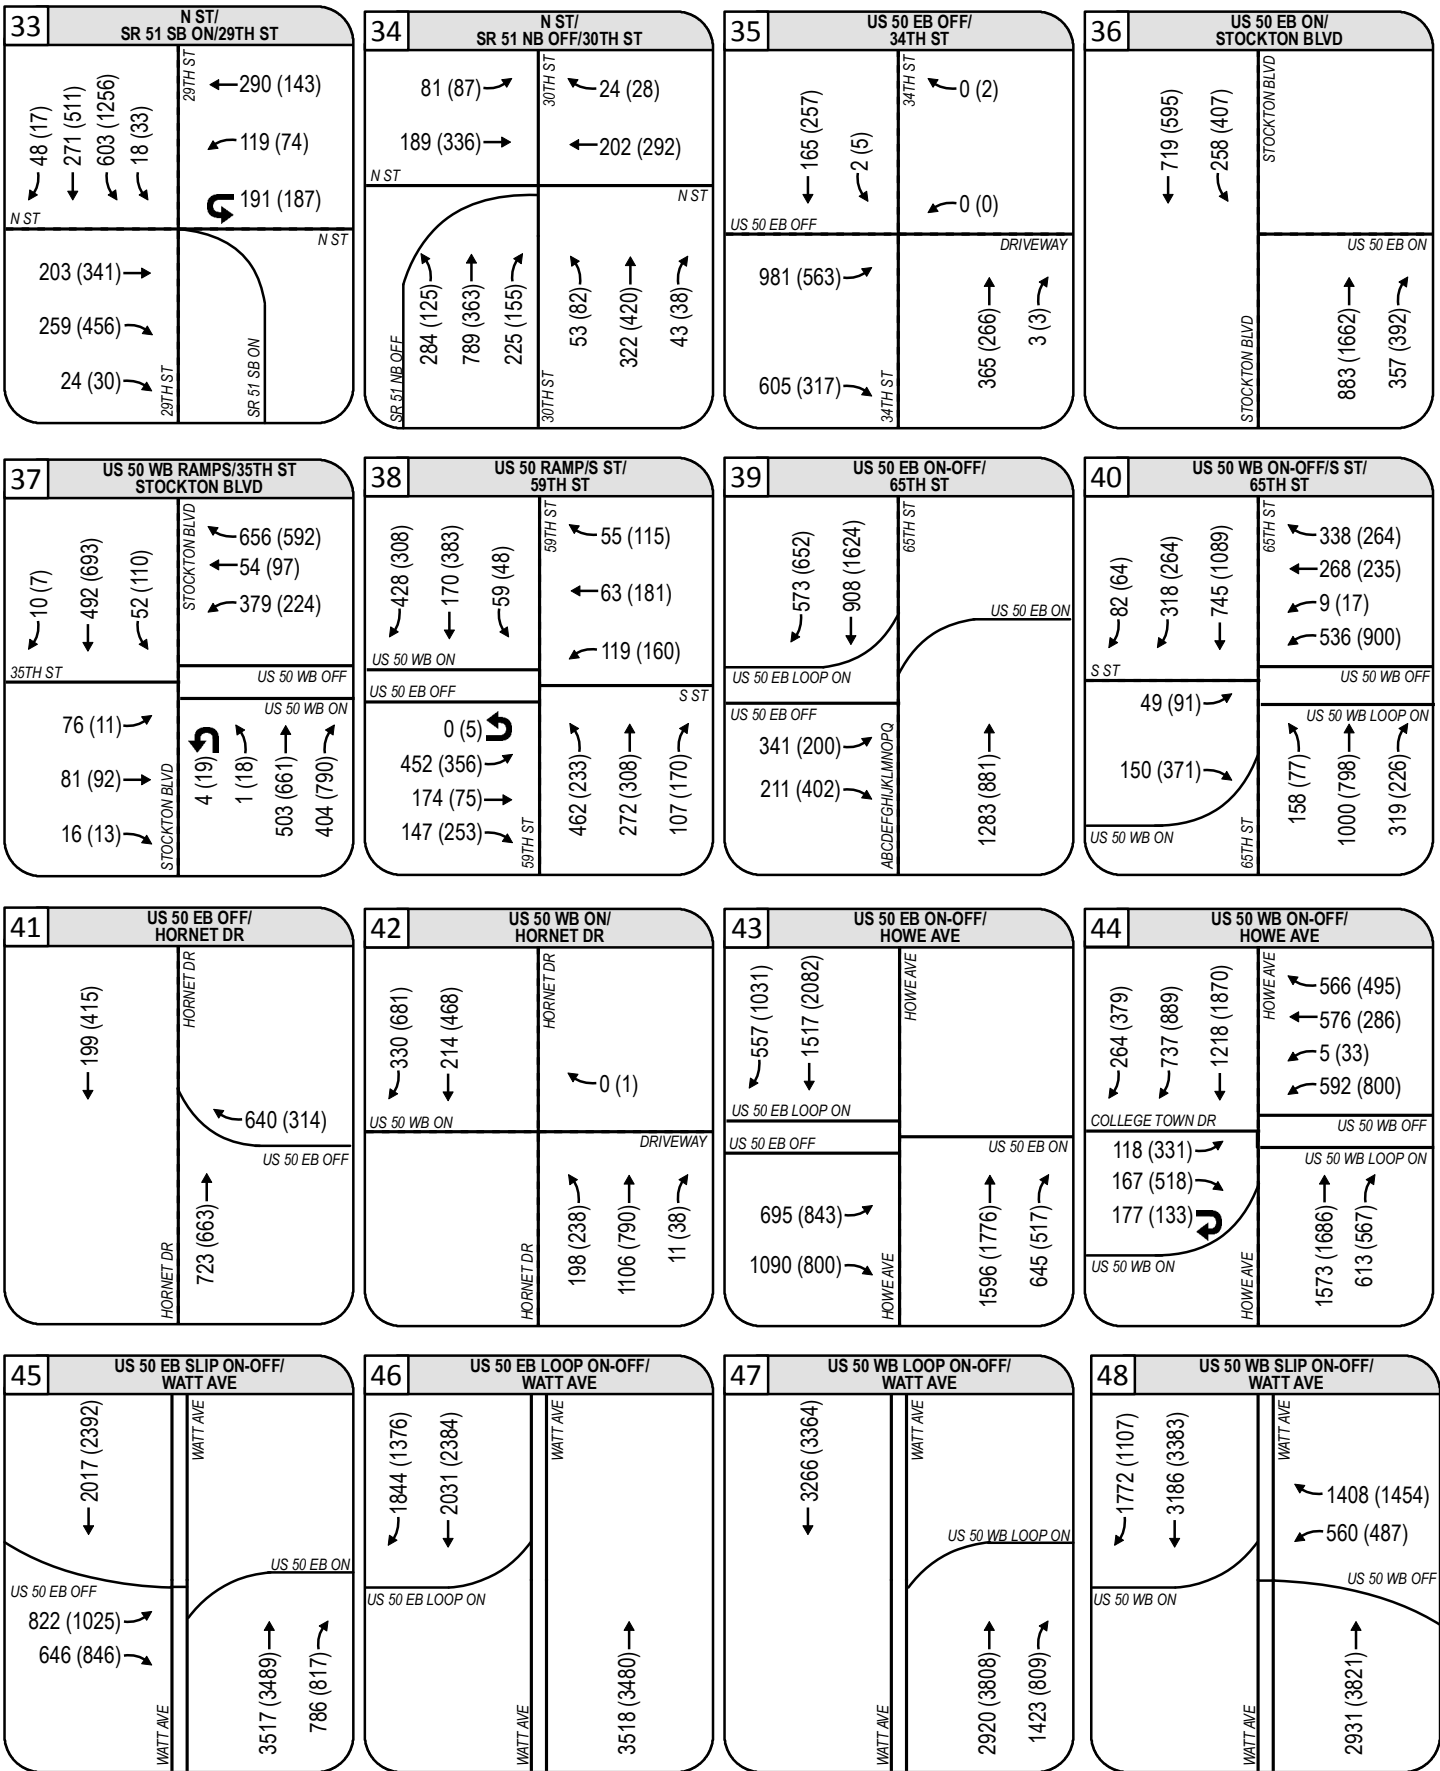 33
N ST/
SR 51 SB ON/29TH ST
48 (17)
271 (511)
603 (1256)
18 (33)
29TH ST
290 (143)
119 (74)
191 (187)
N ST
N ST
203 (341)
259 (456)
24 (30)
29TH ST
SR 51 SB ON
34
N ST/
SR 51 NB OFF/30TH ST
81 (87)
189 (336)
30TH ST
24 (28)
202 (292)
N ST
N ST
SR 51 NB OFF
284 (125)
789 (363)
225 (155)
30TH ST
53 (82)
322 (420)
43 (38)
35
US 50 EB OFF/
34TH ST
165 (257)
2 (5)
34TH ST
0 (2)
0 (0)
US 50 EB OFF
DRIVEWAY
981 (563)
605 (317)
34TH ST
365 (266)
3 (3)
36
US 50 EB ON/
STOCKTON BLVD
719 (595)
258 (407)
STOCKTON BLVD
US 50 EB ON
STOCKTON BLVD
883 (1662)
357 (392)
37
US 50 WB RAMPS/35TH ST
STOCKTON BLVD
10 (7)
492 (693)
52 (110)
STOCKTON BLVD
656 (592)
54 (97)
379 (224)
35TH ST
US 50 WB OFF
US 50 WB ON
76 (11)
81 (92)
16 (13)
STOCKTON BLVD
4 (19)
1 (18)
503 (661)
404 (790)
38
US 50 RAMP/S ST/
59TH ST
428 (308)
170 (383)
59 (48)
59TH ST
55 (115)
63 (181)
119 (160)
US 50 WB ON
US 50 EB OFF
S ST
0 (5)
452 (356)
174 (75)
147 (253)
59TH ST
462 (233)
272 (308)
107 (170)
39
US 50 EB ON-OFF/
65TH ST
573 (652)
908 (1624)
65TH ST
US 50 EB ON
US 50 EB LOOP ON
US 50 EB OFF
341 (200)
211 (402)
ABCDEFGHIJKLMNOPQ
1283 (881)
40
US 50 WB ON-OFF/S ST/
65TH ST
82 (64)
318 (264)
745 (1089)
65TH ST
338 (264)
268 (235)
9 (17)
536 (900)
S ST
US 50 WB OFF
US 50 WB LOOP ON
49 (91)
150 (371)
US 50 WB ON
65TH ST
158 (77)
1000 (798)
319 (226)
41
US 50 EB OFF/
HORNET DR
199 (415)
HORNET DR
640 (314)
US 50 EB OFF
HORNET DR
723 (663)
42
US 50 WB ON/
HORNET DR
330 (681)
214 (468)
HORNET DR
0 (1)
US 50 WB ON
DRIVEWAY
HORNET DR
198 (238)
1106 (790)
11 (38)
43
US 50 EB ON-OFF/
HOWE AVE
557 (1031)
1517 (2082)
HOWE AVE
US 50 EB LOOP ON
US 50 EB OFF
US 50 EB ON
695 (843)
1090 (800)
HOWE AVE
1596 (1776)
645 (517)
44
US 50 WB ON-OFF/
HOWE AVE
264 (379)
737 (889)
1218 (1870)
HOWE AVE
566 (495)
576 (286)
5 (33)
592 (800)
COLLEGE TOWN DR
US 50 WB OFF
US 50 WB LOOP ON
118 (331)
167 (518)
177 (133)
US 50 WB ON
HOWE AVE
1573 (1686)
613 (567)
45
US 50 EB SLIP ON-OFF/
WATT AVE
2017 (2392)
WATT AVE
US 50 EB ON
US 50 EB OFF
822 (1025)
646 (846)
WATT AVE
3517 (3489)
786 (817)
46
US 50 EB LOOP ON-OFF/
WATT AVE
1844 (1376)
2031 (2384)
WATT AVE
US 50 EB LOOP ON
3518 (3480)
47
US 50 WB LOOP ON-OFF/
WATT AVE
3266 (3364)
WATT AVE
US 50 WB LOOP ON
WATT AVE
2920 (3808)
1423 (809)
48
US 50 WB SLIP ON-OFF/
WATT AVE
1772 (1107)
3186 (3383)
WATT AVE
1408 (1454)
560 (487)
US 50 WB OFF
US 50 WB ON
WATT AVE
2931 (3821)